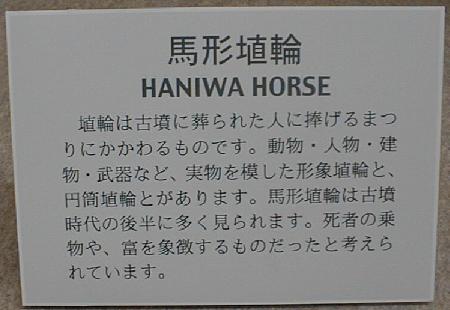 馬形埴輪
HANIWA HORSE
埴輪は古墳に葬られた人に捧げるまつ
りにかかわるものです。動物・人物・建
物・武器など、実物を模した形象埴輪と、
円筒埴輪とがあります。馬形埴輪は古墳
時代の後半に多く見られます。死者の乗
物や、富を象徴するものだったと考えら
れています。